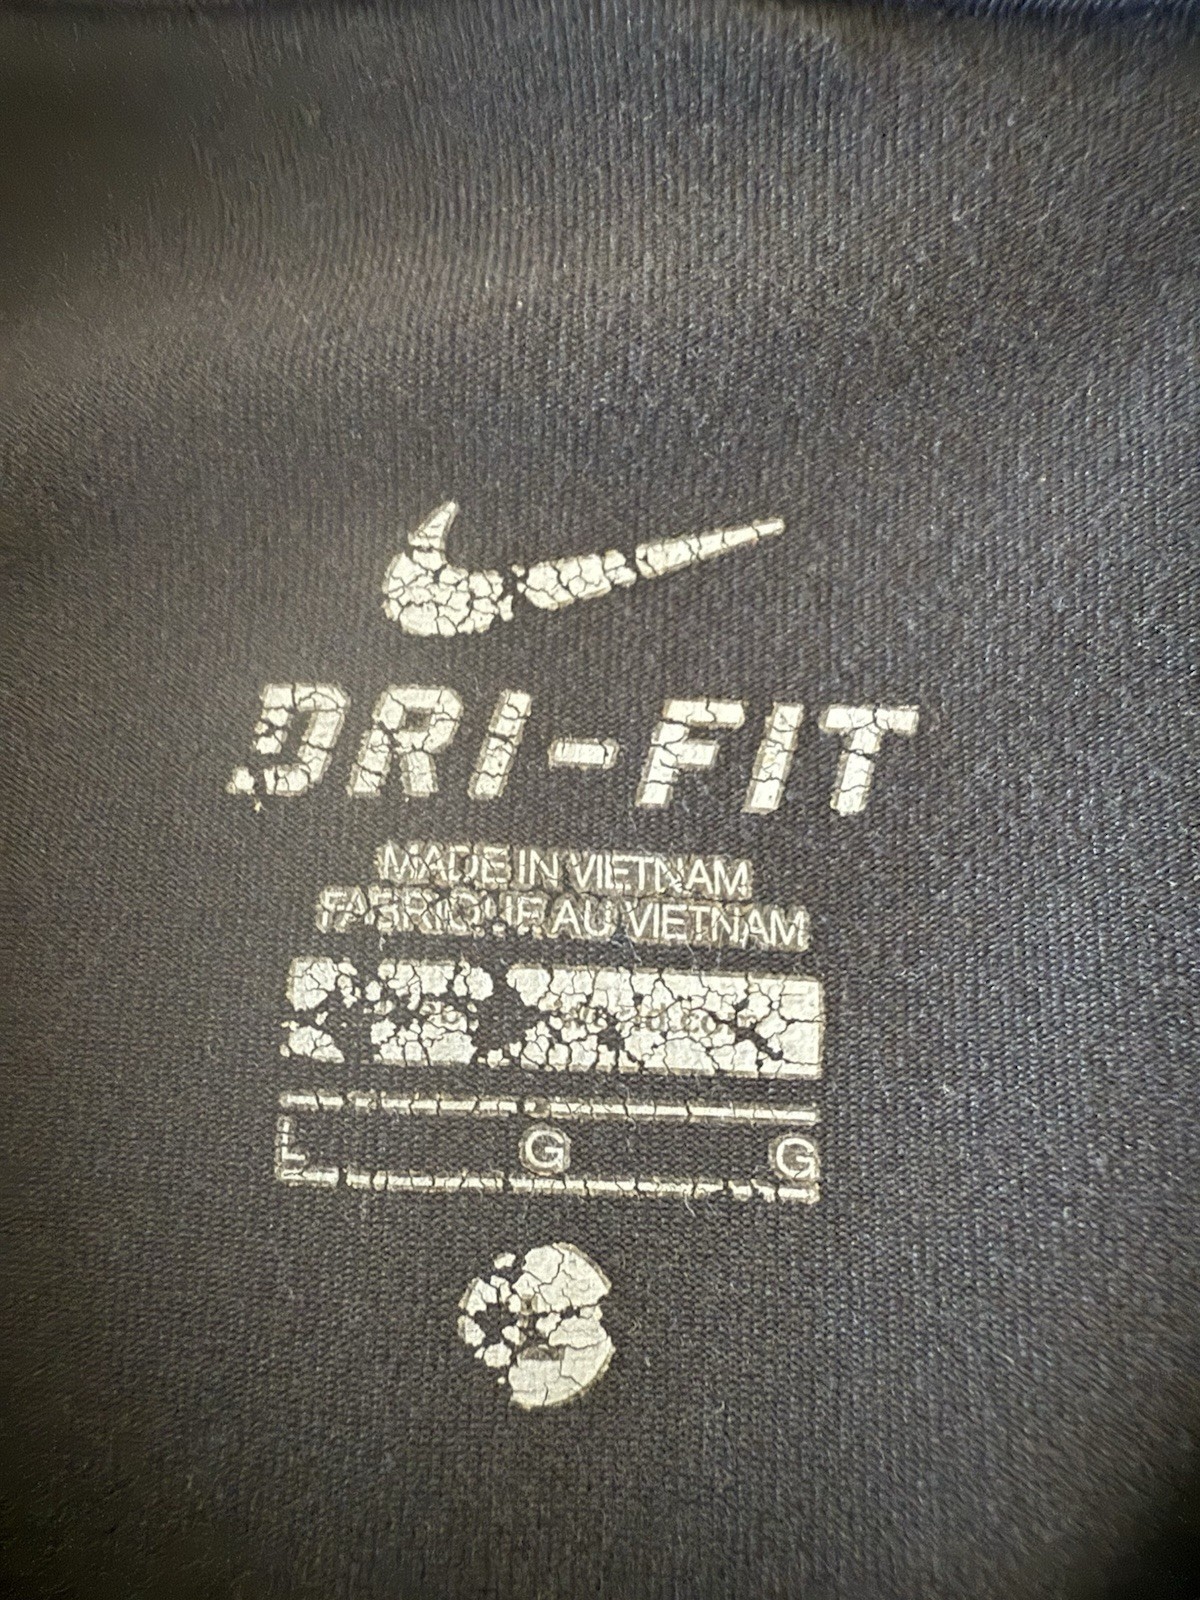 DRI-FIT
MADE IN VIETNAM
FABRIQUE AU VIETNAM
L G G